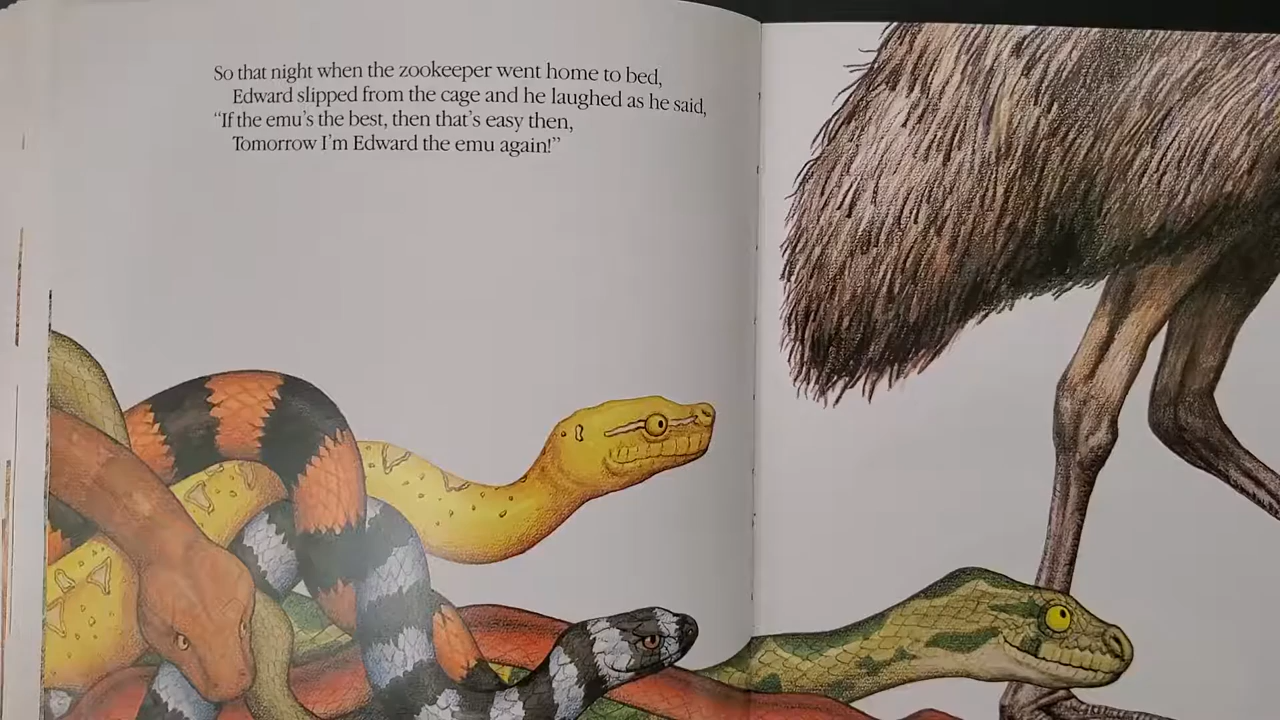 So that night when the zookeeper went home to bed,
Edward slipped from the cage and he laughed as he said,
“If the emu’s the best, then that’s easy then,
Tomorrow I’m Edward the emu again!”